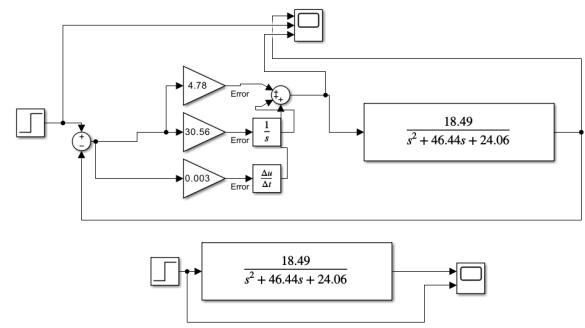 4.78
Error
+
+
+
+
−
30.56
Error
1
s
18.49
s² + 46.44s + 24.06
0.003
Error
Δu
Δt
18.49
s² + 46.44s + 24.06